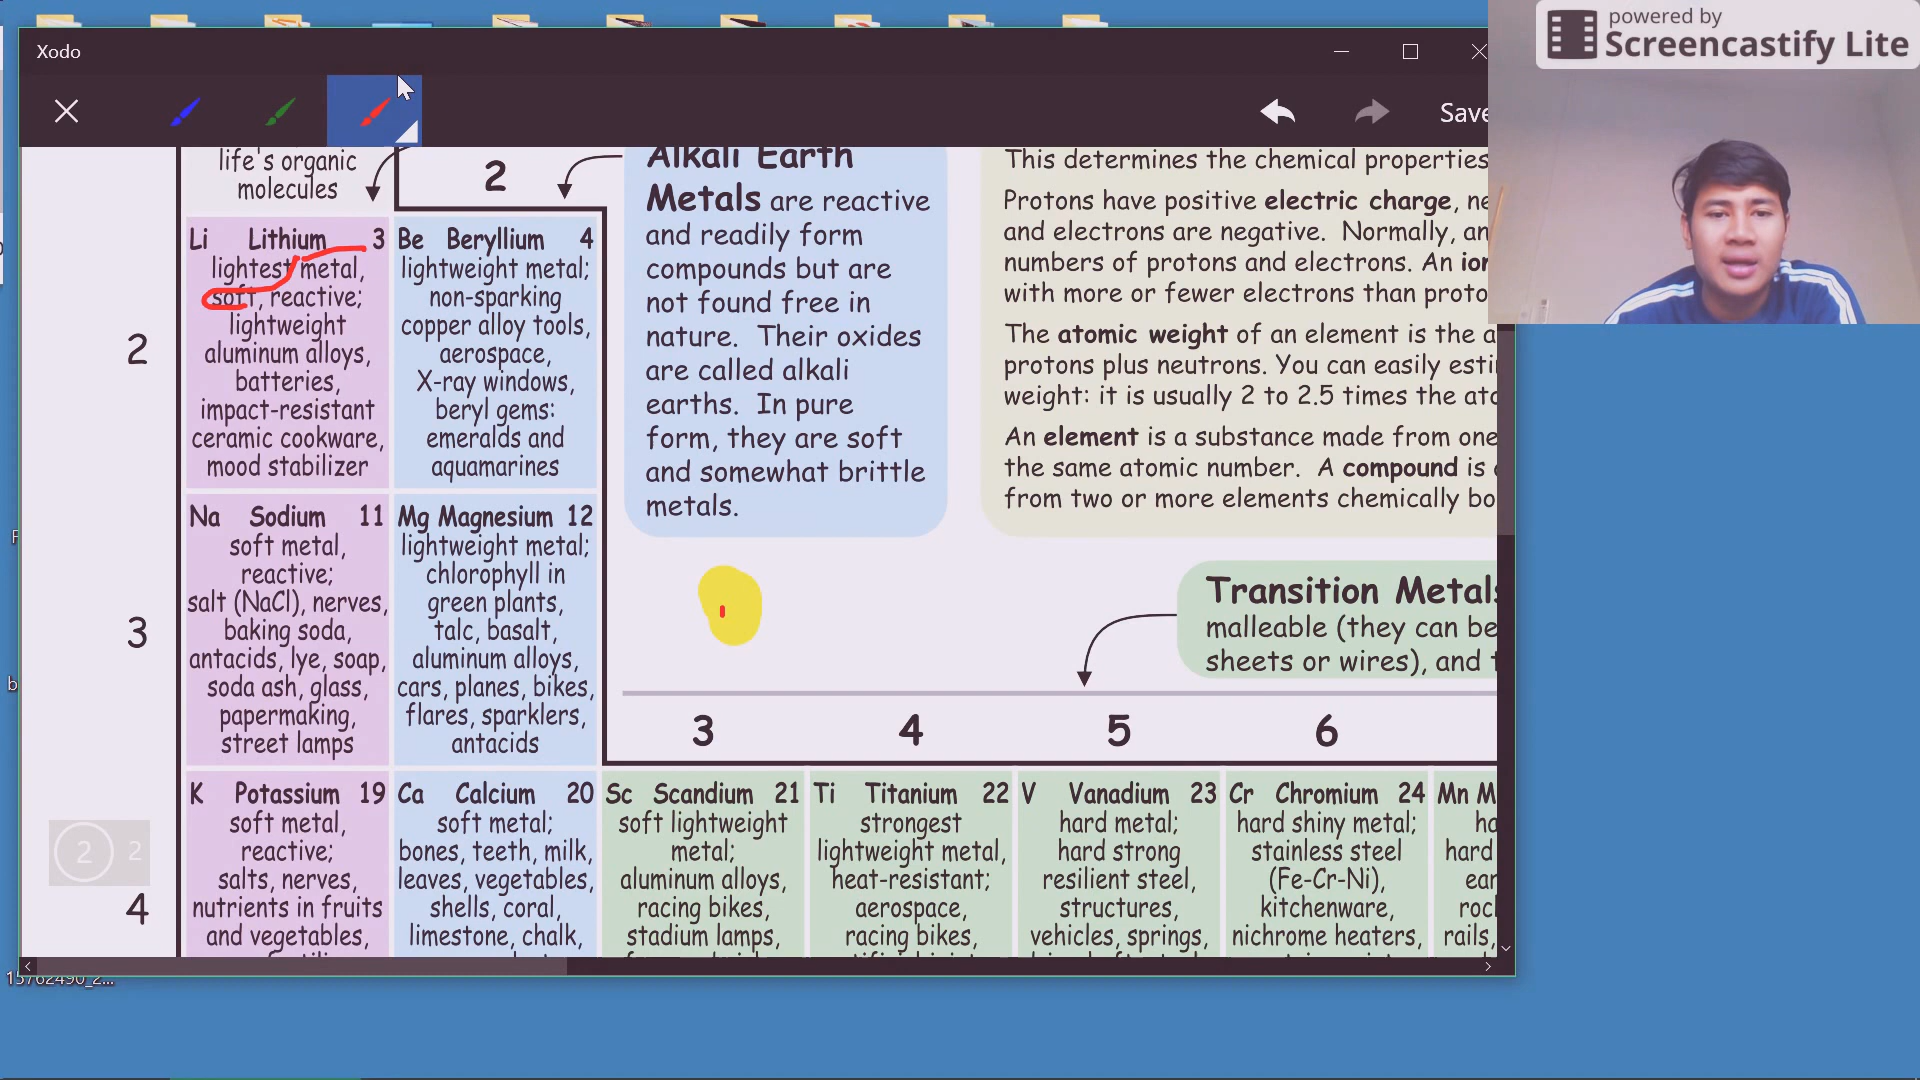 powered by
Screencastify Lite
Xodo
Save
life's organic
molecules
2
Alkali Earth
Metals are reactive
and readily form
compounds but are
not found free in
nature. Their oxides
are called alkali
earths. In pure
form, they are soft
and somewhat brittle
metals.
This determines the chemical properties
Protons have positive electric charge, ne
and electrons are negative. Normally, an
numbers of protons and electrons. An ion
with more or fewer electrons than proto
The atomic weight of an element is the a
protons plus neutrons. You can easily esti
weight: it is usually 2 to 2.5 times the ato
An element is a substance made from one
the same atomic number. A compound is
from two or more elements chemically bo
2
Li Lithium 3
lightest metal,
soft, reactive;
lightweight
aluminum alloys,
batteries,
impact-resistant
ceramic cookware,
mood stabilizer
Be Beryllium 4
lightweight metal;
non-sparking
copper alloy tools,
aerospace,
X-ray windows,
beryl gems:
emeralds and
aquamarines
3
Na Sodium 11
soft metal,
reactive;
salt (NaCl), nerves,
baking soda,
antacids, lye, soap,
soda ash, glass,
papermaking,
street lamps
Mg Magnesium 12
lightweight metal;
chlorophyll in
green plants,
talc, basalt,
aluminum alloys,
cars, planes, bikes,
flares, sparklers,
antacids
Transition Metals
malleable (they can be
sheets or wires), and
3 4 5 6
4
K Potassium 19
soft metal,
reactive;
salts, nerves,
nutrients in fruits
and vegetables,
Ca Calcium 20
soft metal;
bones, teeth, milk,
leaves, vegetables,
shells, coral,
limestone, chalk,
Sc Scandium 21
soft lightweight
metal;
aluminum alloys,
racing bikes,
stadium lamps,
Ti Titanium 22
strongest
lightweight metal,
heat-resistant;
aerospace,
racing bikes,
V Vanadium 23
hard metal;
hard strong
resilient steel,
structures,
vehicles, springs,
Cr Chromium 24
hard shiny metal;
stainless steel
(Fe-Cr-Ni),
kitchenware,
nichrome heaters,
Mn M
ha
hard
ear
roc
rails,
2 2
15762490_2...